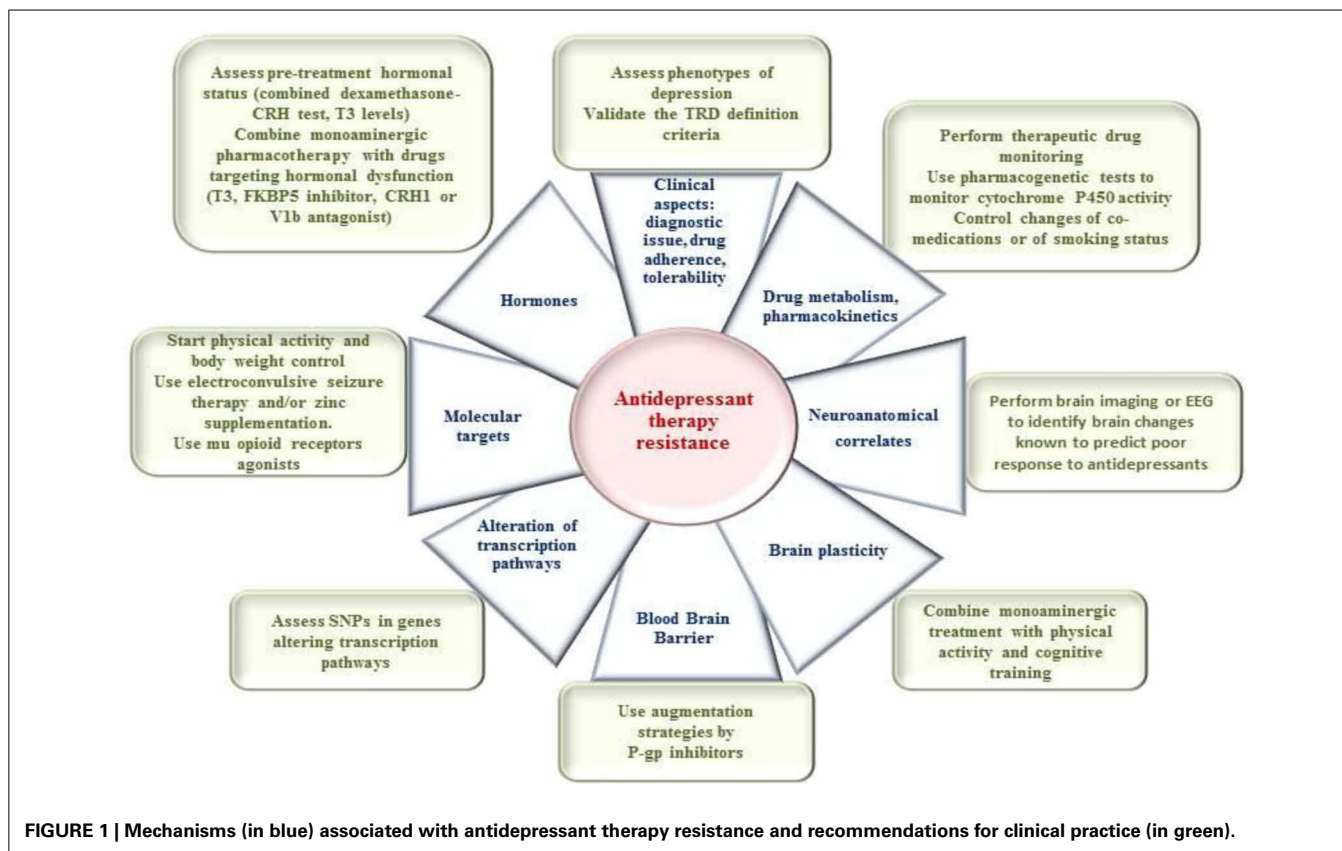 Assess pre-treatment hormonal
status (combined dexamethasone-
CRH test, T3 levels)
Combine monoaminergic
pharmacotherapy with drugs
targeting hormonal dysfunction
(T3, FKBP5 inhibitor, CRH1 or
V1b antagonist)
Assess phenotypes of
depression
Validate the TRD definition
criteria
Perform therapeutic drug
monitoring
Use pharmacogenetic tests to
monitor cytochrome P450 activity
Control changes of co-
medications or of smoking status
Clinical
aspects:
diagnostic
issue, drug
adherence,
tolerability
Hormones
Drug metabolism,
pharmacokinetics
Start physical activity and
body weight control
Use electroconvulsive seizure
therapy and/or zinc
supplementation.
Use mu opioid receptors
agonists
Molecular
targets
Antidepressant
therapy
resistance
Neuroanatomical
correlates
Perform brain imaging or EEG
to identify brain changes
known to predict poor
response to antidepressants
Alteration of
transcription
pathways
Brain plasticity
Blood Brain
Barrier
Assess SNPs in genes
altering transcription
pathways
Combine monoaminergic
treatment with physical
activity and cognitive
training
Use augmentation
strategies by
P-gp inhibitors
FIGURE 1 | Mechanisms (in blue) associated with antidepressant therapy resistance and recommendations for clinical practice (in green).